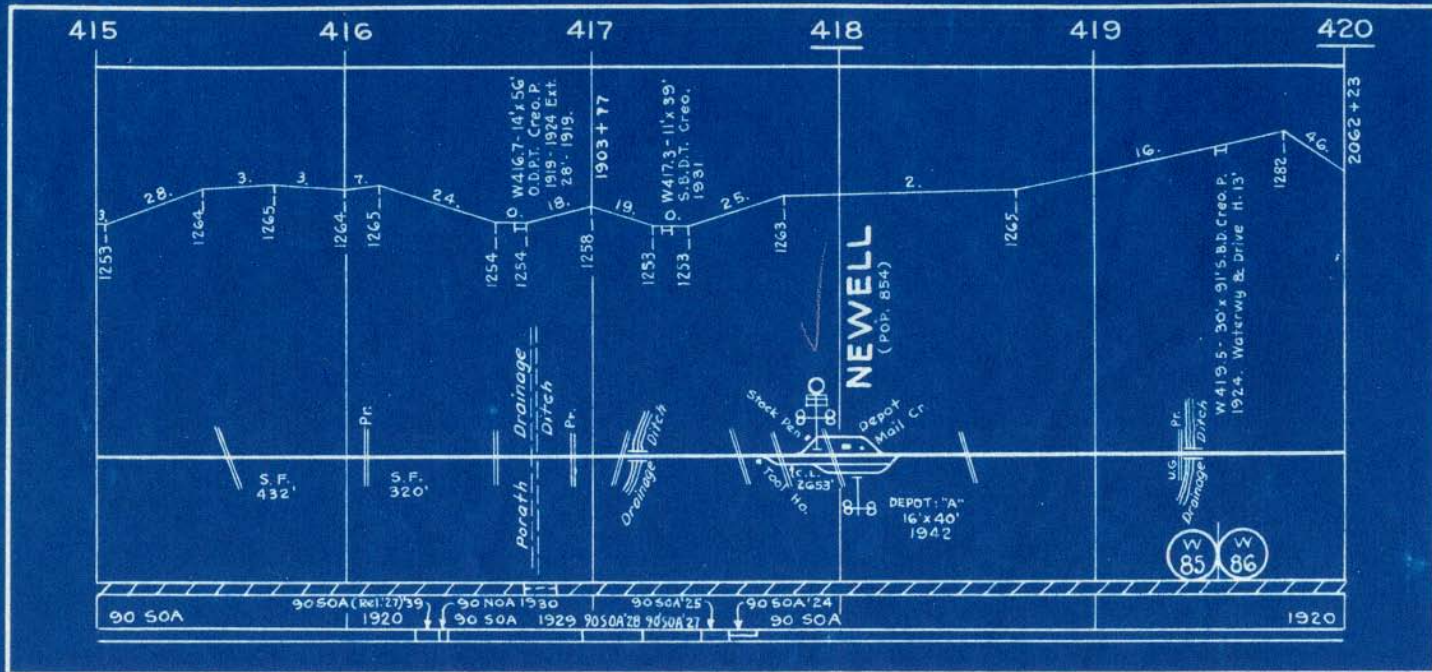 415 416 417 418 419 420
W416.7 - 14' x 56'
O.D.P.T. Creo. P.
1919 - 1924 Ext.
28' - 1919.
1903 + 77
W417.3 - 11' x 39'
S.B.D.T. Creo.
1931
2062 + 23
3. 28. 3. 3. 7. 24. 18. 19. 25. 2. 16. 46.
1253 1264 1265 1264 1265 1254 1254 1258 1253 1253 1263 1265 1282
W419.5 - 30' x 91' S.B.D. Creo. P.
1924. Waterwy & Drive H. 13'
NEWELL
(POP. 854)
Porath Drainage
Ditch
Pr.
Pr.
Drainage Ditch
Stock Pen
Depot
Mail Cr.
Tool Ho.
C.L.
2653'
S.F.
432'
S.F.
320'
DEPOT: "A"
16' x 40'
1942
Pr.
U.G.
Drainage Ditch
W
85
W
86
90 SOA (Rel. '27) '39
90 NOA 1930
90 SOA '25
90 SOA '24
90 SOA
1920
90 SOA 1929
90 SOA '28
90 SOA '27
90 SOA
1920